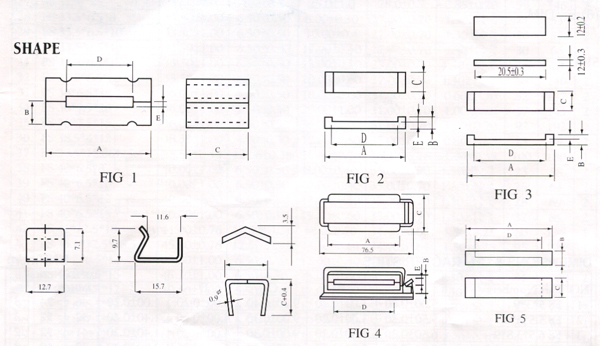 SHAPE
D
B
E
A
C
FIG 1
C
D
A
E
B
FIG 2
12±0.2
12±0.3
20.5±0.3
C
D
A
E
B
FIG 3
7.1
12.7
11.6
9.7
15.7
3.5
0.9
C+0.4
C
A
76.5
E
B
D
FIG 4
A
D
B
C
FIG 5